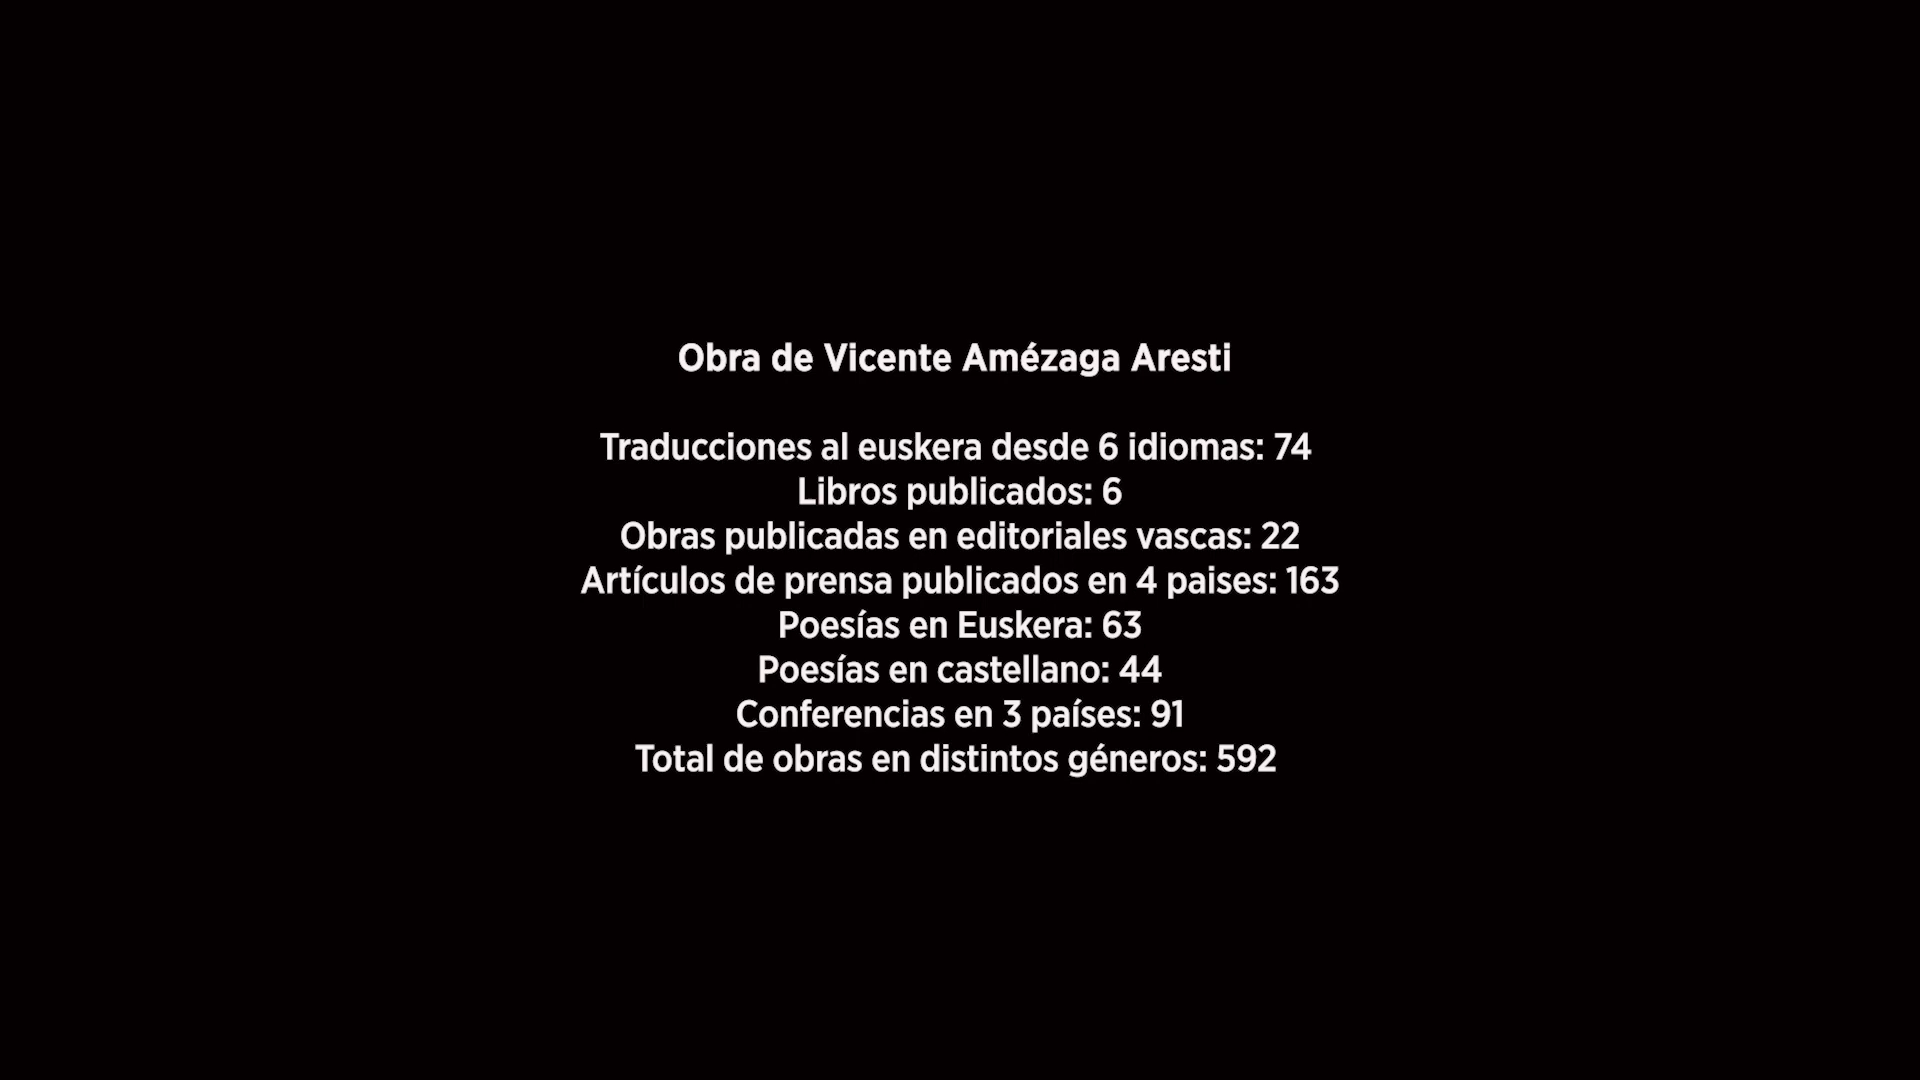 Obra de Vicente Amézaga Aresti
Traducciones al euskera desde 6 idiomas: 74
Libros publicados: 6
Obras publicadas en editoriales vascas: 22
Artículos de prensa publicados en 4 paises: 163
Poesías en Euskera: 63
Poesías en castellano: 44
Conferencias en 3 países: 91
Total de obras en distintos géneros: 592